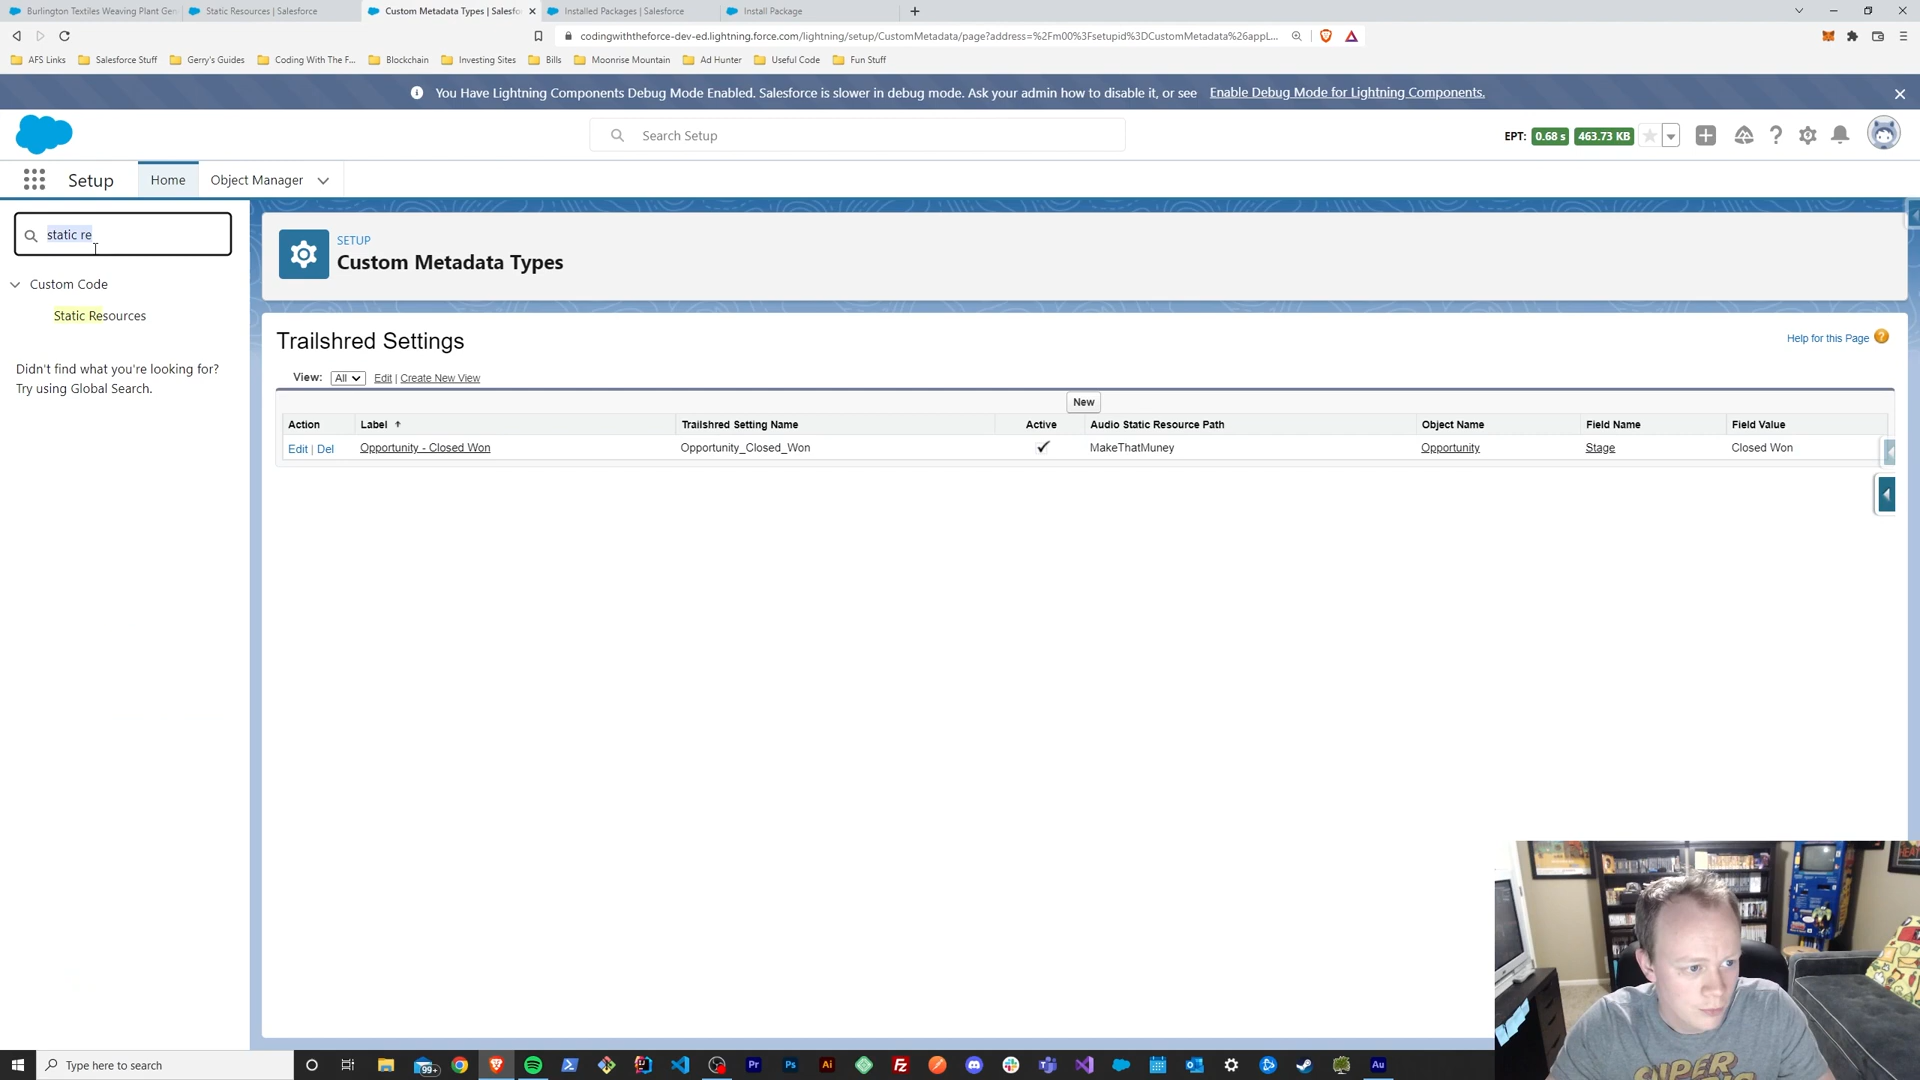 Burlington Textiles Weaving Plant Gen
Static Resources | Salesforce
Custom Metadata Types | Salesfo
Installed Packages | Salesforce
Install Package
codingwiththeforce-dev-ed.lightning.force.com/lightning/setup/CustomMetadata/page?address=%2Fm00%3Fsetupid%3DCustomMetadata%26appL...
AFS Links
Salesforce Stuff
Gerry's Guides
Coding With The F...
Blockchain
Investing Sites
Bills
Moonrise Mountain
Ad Hunter
Useful Code
Fun Stuff
You Have Lightning Components Debug Mode Enabled. Salesforce is slower in debug mode. Ask your admin how to disable it, or see Enable Debug Mode for Lightning Components.
Search Setup
EPT: 0.68 s 463.73 KB
Setup
Home
Object Manager
static re
Custom Code
Static Resources
Didn't find what you're looking for?
Try using Global Search.
SETUP
Custom Metadata Types
Trailshred Settings
Help for this Page
View: All Edit | Create New View
New
Action Label Trailshred Setting Name Active Audio Static Resource Path Object Name Field Name Field Value
Edit | Del Opportunity - Closed Won Opportunity_Closed_Won MakeThatMuney Opportunity Stage Closed Won
SUPER
Type here to search
99+
Pr
Ps
Ai
Au